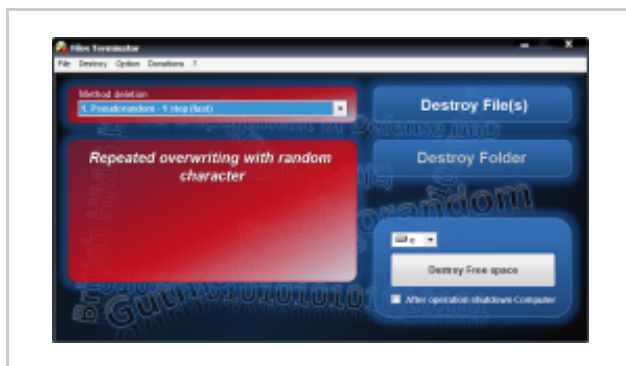 Files Terminator
File Destroy Option Donations ?
Method deletion
1. Pseudorandom - 1 step (fast)
Repeated overwriting with random
character
Destroy File(s)
Destroy Folder
c
Destroy Free space
After operation shutdown Computer